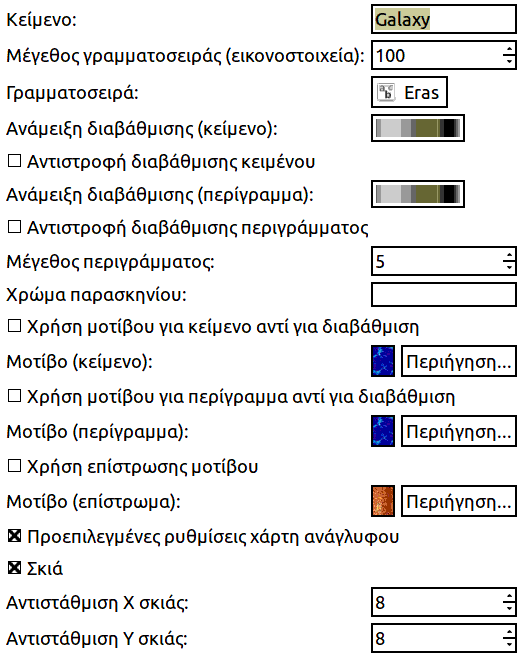 Κείμενο: Galaxy
Μέγεθος γραμματοσειράς (εικονοστοιχεία): 100
Γραμματοσειρά: Eras
Ανάμειξη διαβάθμισης (κείμενο):
Αντιστροφή διαβάθμισης κειμένου
Ανάμειξη διαβάθμισης (περίγραμμα):
Αντιστροφή διαβάθμισης περιγράμματος
Μέγεθος περιγράμματος: 5
Χρώμα παρασκηνίου:
Χρήση μοτίβου για κείμενο αντί για διαβάθμιση
Μοτίβο (κείμενο): Περιήγηση...
Χρήση μοτίβου για περίγραμμα αντί για διαβάθμιση
Μοτίβο (περίγραμμα): Περιήγηση...
Χρήση επίστρωσης μοτίβου
Μοτίβο (επίστρωμα): Περιήγηση...
Προεπιλεγμένες ρυθμίσεις χάρτη ανάγλυφου
Σκιά
Αντιστάθμιση Χ σκιάς: 8
Αντιστάθμιση Υ σκιάς: 8